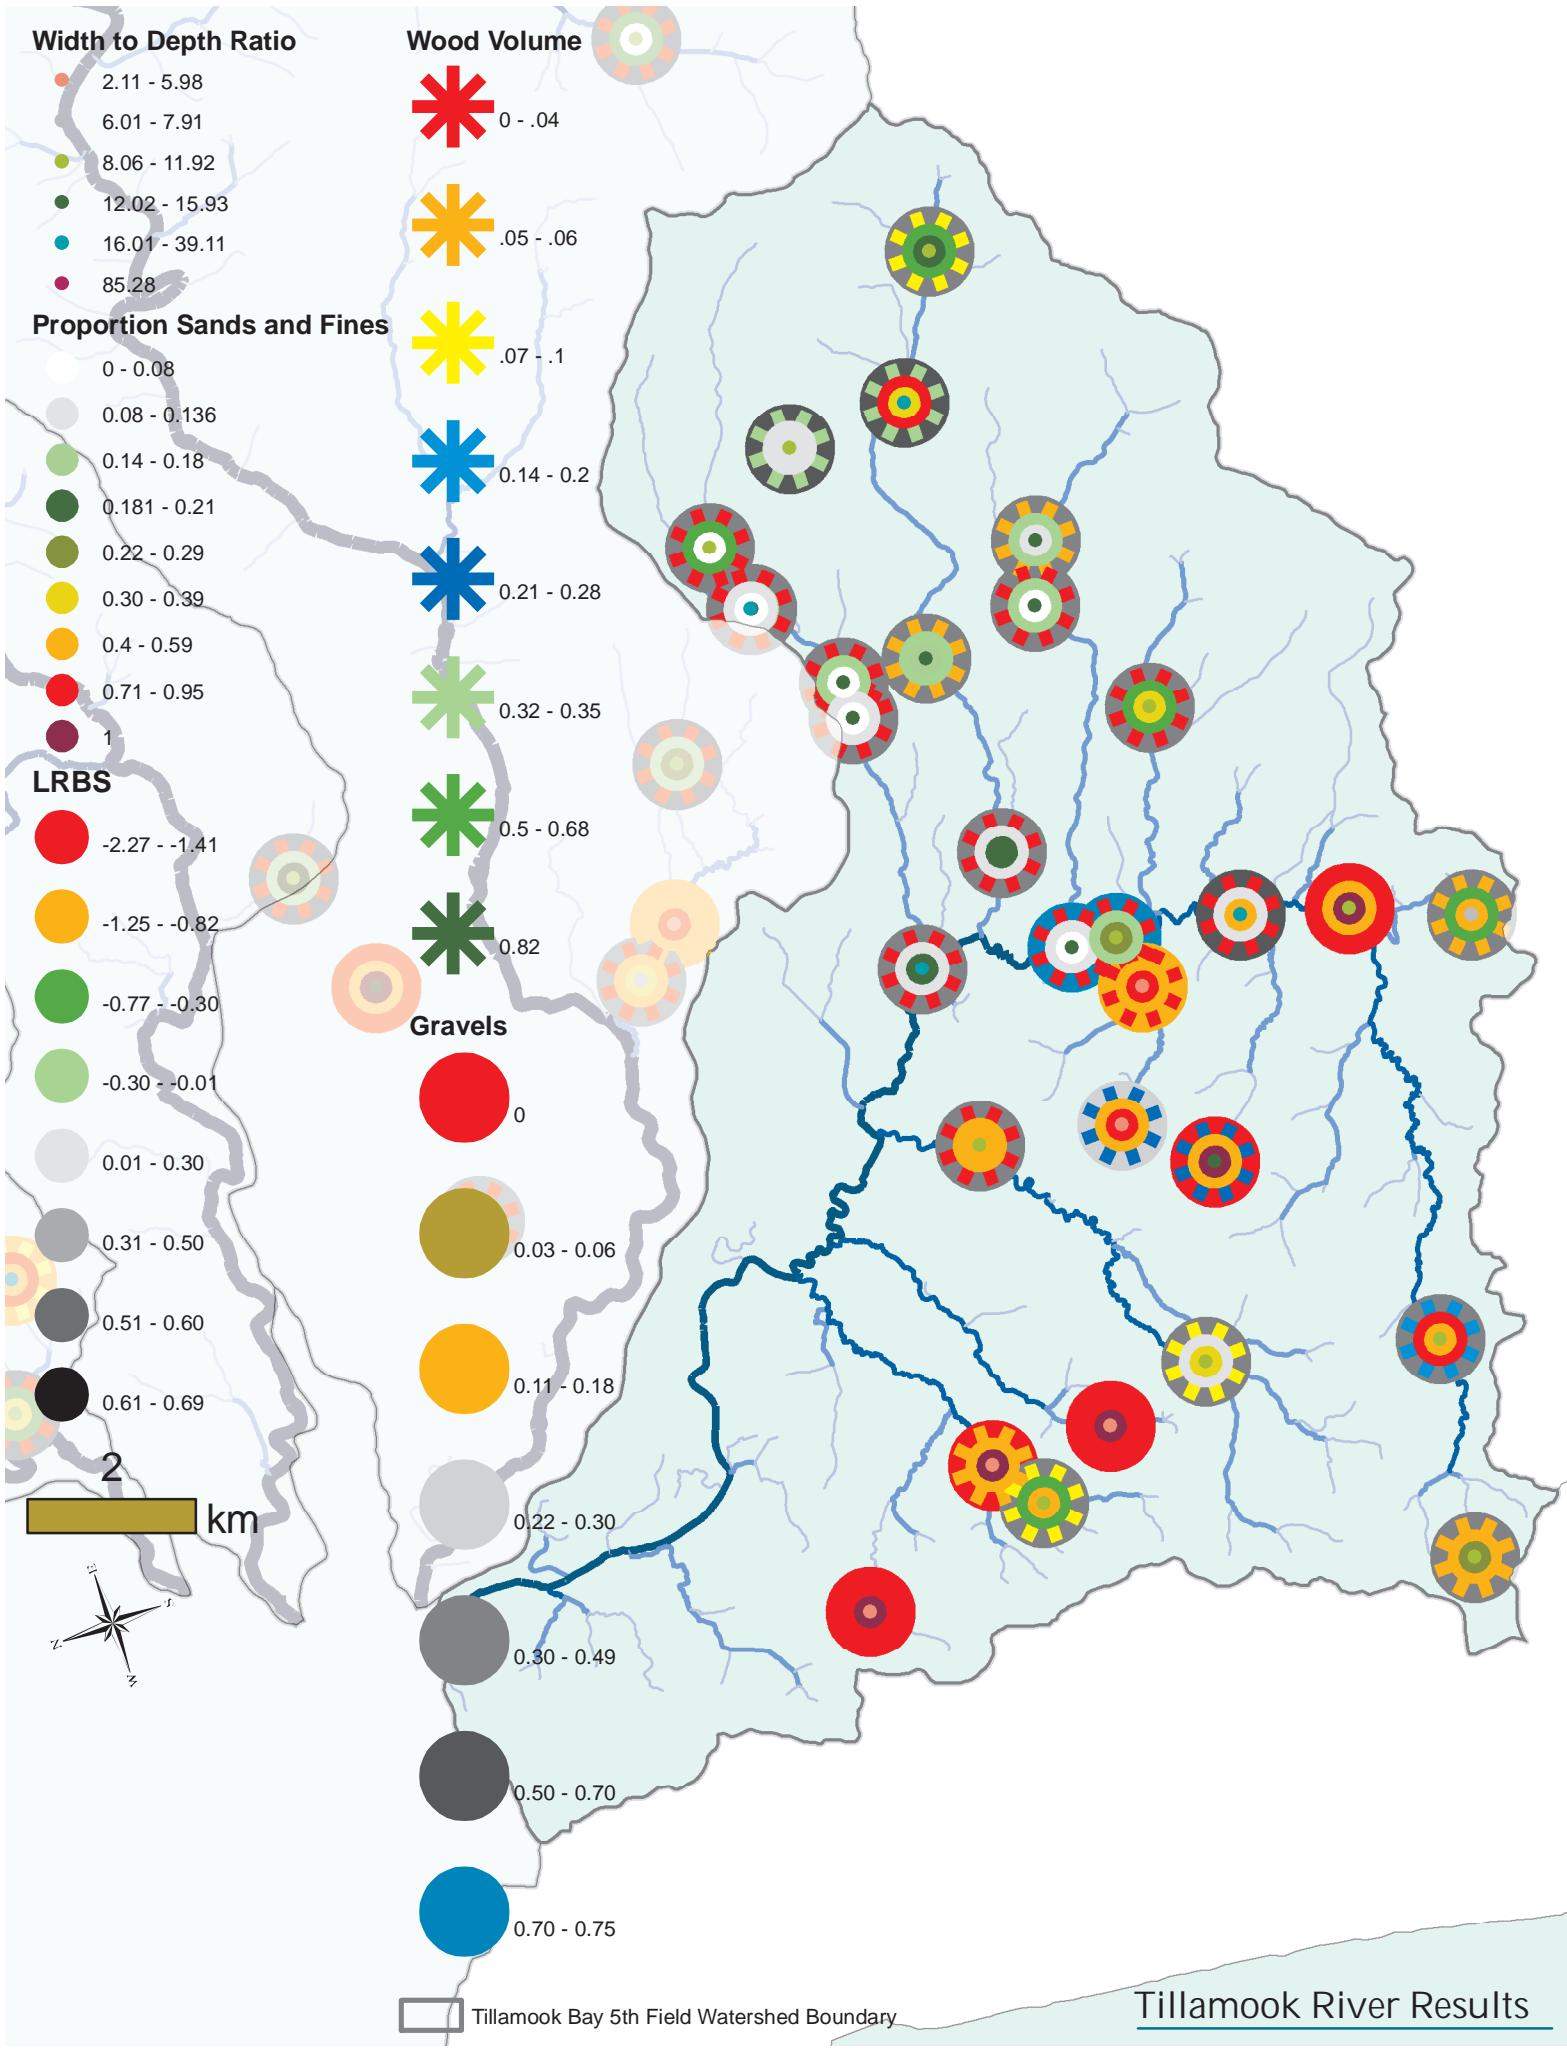 Width to Depth Ratio
2.11 - 5.98
6.01 - 7.91
8.06 - 11.92
12.02 - 15.93
16.01 - 39.11
85.28
Proportion Sands and Fines
0 - 0.08
0.08 - 0.136
0.14 - 0.18
0.181 - 0.21
0.22 - 0.29
0.30 - 0.39
0.4 - 0.59
0.71 - 0.95
1
LRBS
-2.27 - -1.41
-1.25 - -0.82
-0.77 - -0.30
-0.30 - -0.01
0.01 - 0.30
0.31 - 0.50
0.51 - 0.60
0.61 - 0.69
2
km
E
S
N
W
Wood Volume
0 - .04
.05 - .06
.07 - .1
0.14 - 0.2
0.21 - 0.28
0.32 - 0.35
0.5 - 0.68
0.82
Gravels
0
0.03 - 0.06
0.11 - 0.18
0.22 - 0.30
0.30 - 0.49
0.50 - 0.70
0.70 - 0.75
Tillamook Bay 5th Field Watershed Boundary
Tillamook River Results